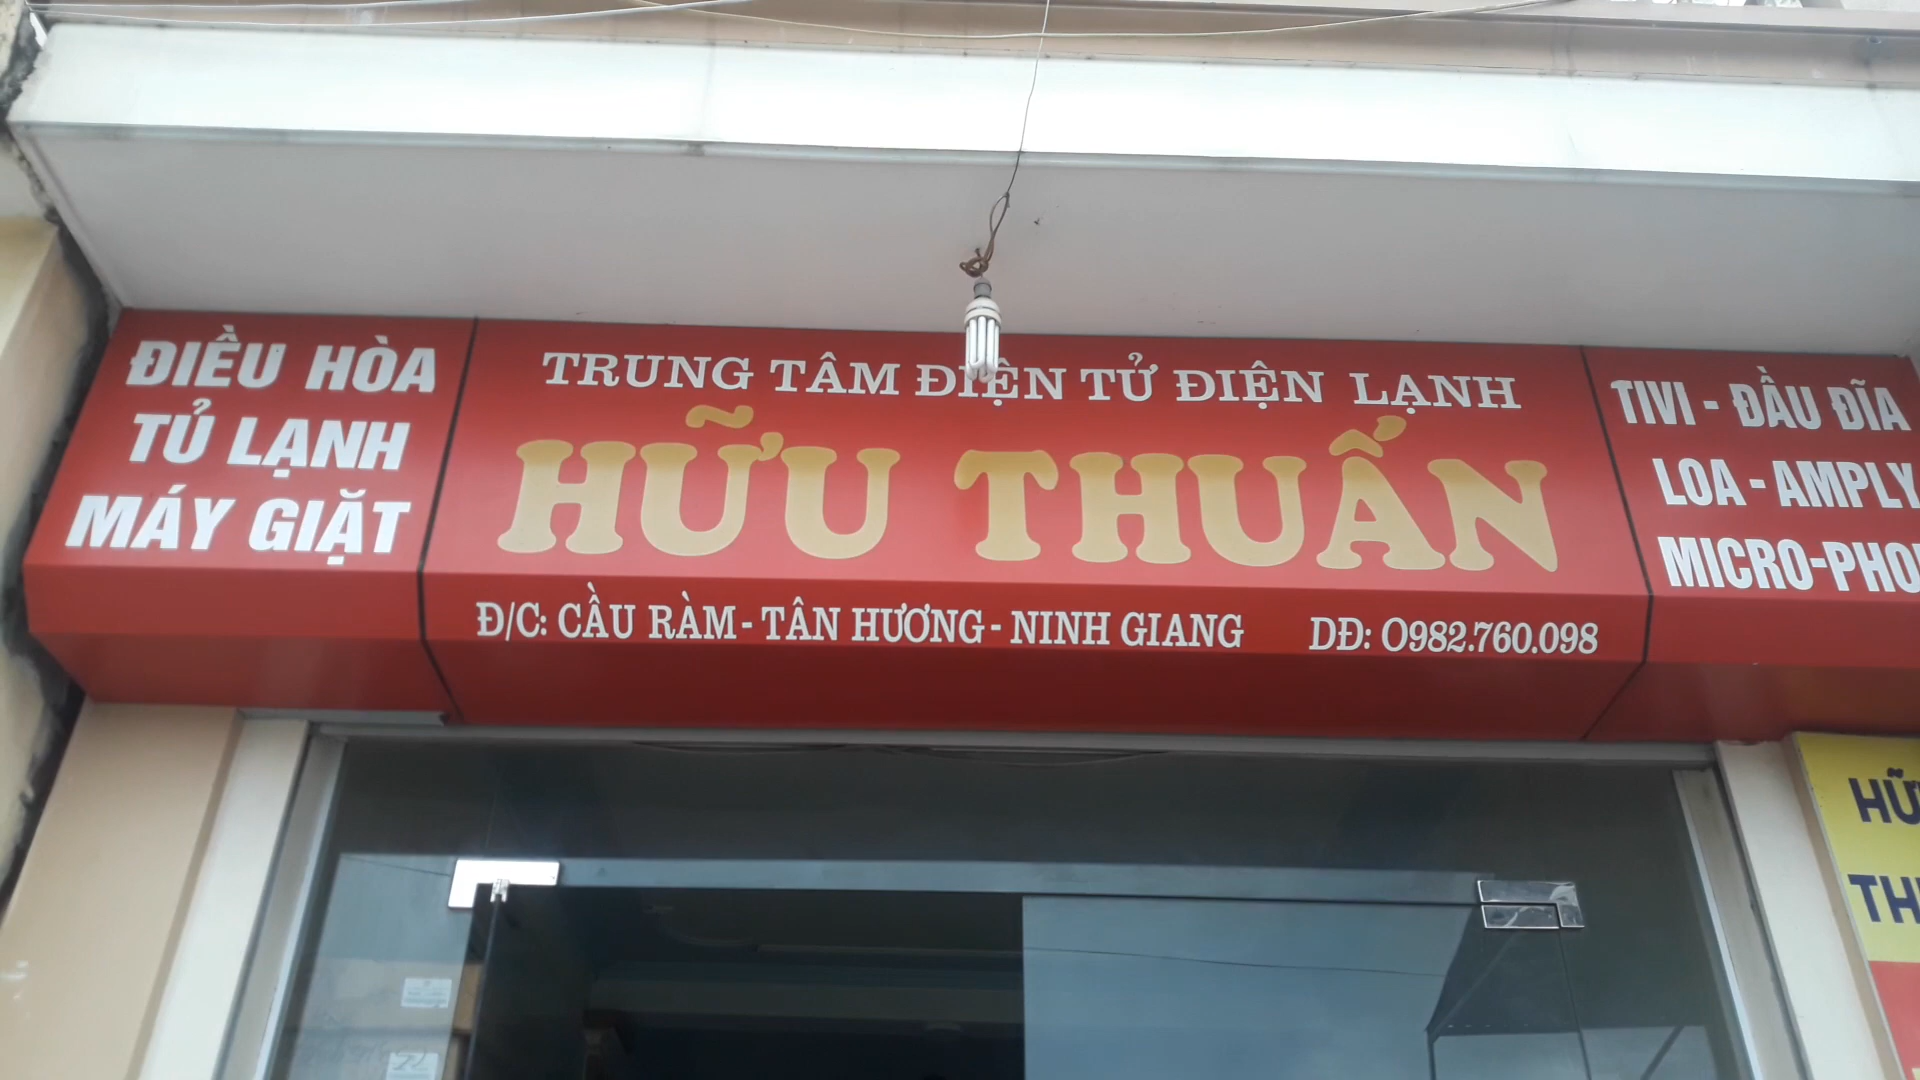 ĐIỀU HÒA
TỦ LẠNH
MÁY GIẶT
TRUNG TÂM ĐIỆN TỬ ĐIỆN LẠNH
HỮU THUẤN
Đ/C: CẦU RÀM - TÂN HƯƠNG - NINH GIANG DĐ: 0982.760.098
TIVI - ĐẦU ĐĨA
LOA - AMPLY